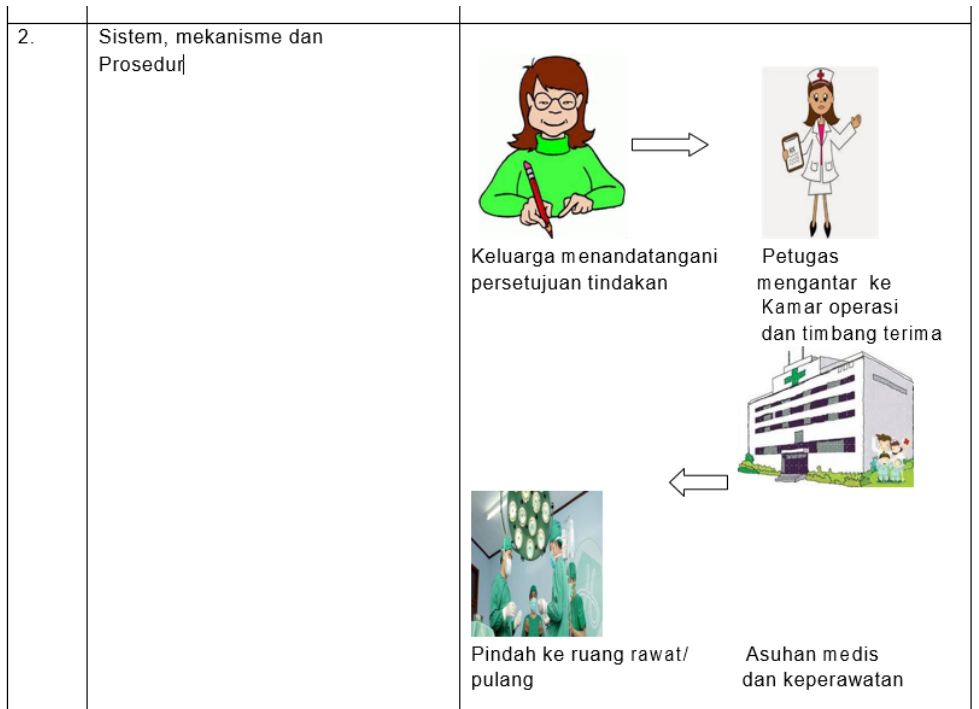 2.
Sistem, mekanisme dan
Prosedur
Keluarga menandatangani
persetujuan tindakan
Petugas
mengantar ke
Kamar operasi
dan timbang terima
Pindah ke ruang rawat/
pulang
Asuhan medis
dan keperawatan